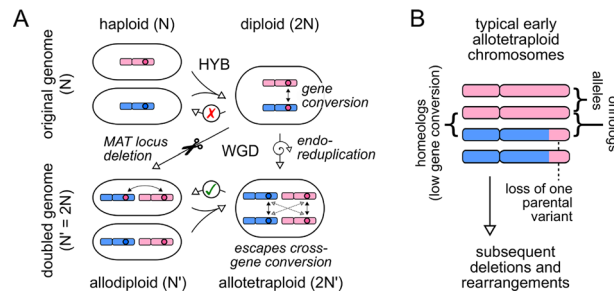 A
haploid (N)
diploid (2N)
original genome
(N)
HYB
gene
conversion
MAT locus
deletion
WGD
endo-
reduplication
doubled genome
(N' = 2N)
escapes cross-
gene conversion
allodiploid (N')
allotetraploid (2N')
B
typical early
allotetraploid
chromosomes
homeologs
(low gene conversion)
alleles
orthologs
loss of one
parental
variant
subsequent
deletions and
rearrangements